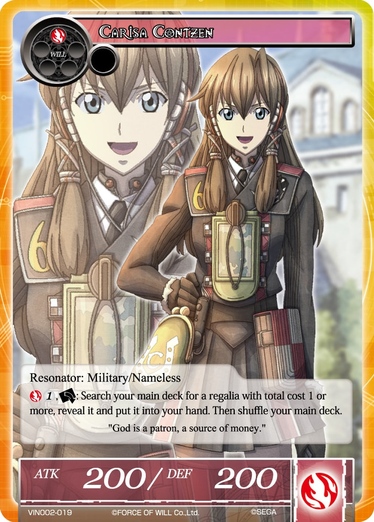 Carisa Contzen
WILL
6
Resonator: Military/Nameless
1 , : Search your main deck for a regalia with total cost 1 or
more, reveal it and put it into your hand. Then shuffle your main deck.
"God is a patron, a source of money."
ATK 200/ DEF 200
VIN002-019 ©FORCE OF WILL Co.,Ltd. ©SEGA